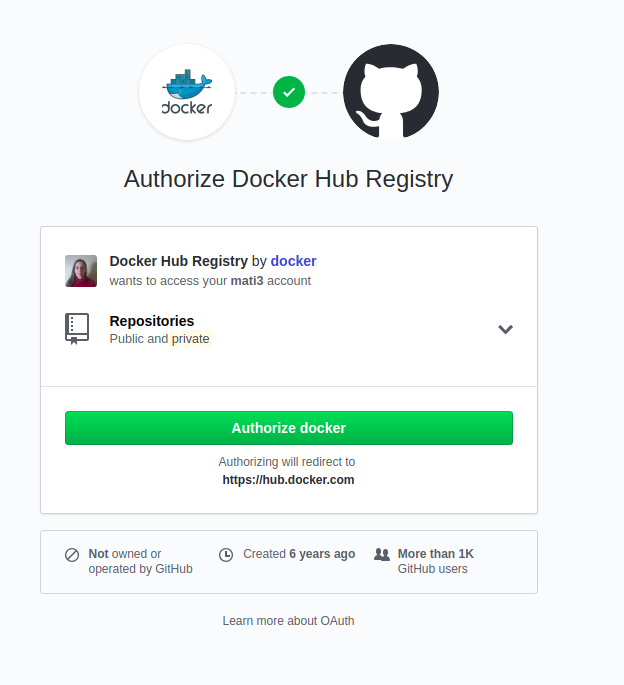 docker
Authorize Docker Hub Registry
Docker Hub Registry by docker
wants to access your mati3 account
Repositories
Public and private
Authorize docker
Authorizing will redirect to
https://hub.docker.com
Not owned or
operated by GitHub
Created 6 years ago
More than 1K
GitHub users
Learn more about OAuth